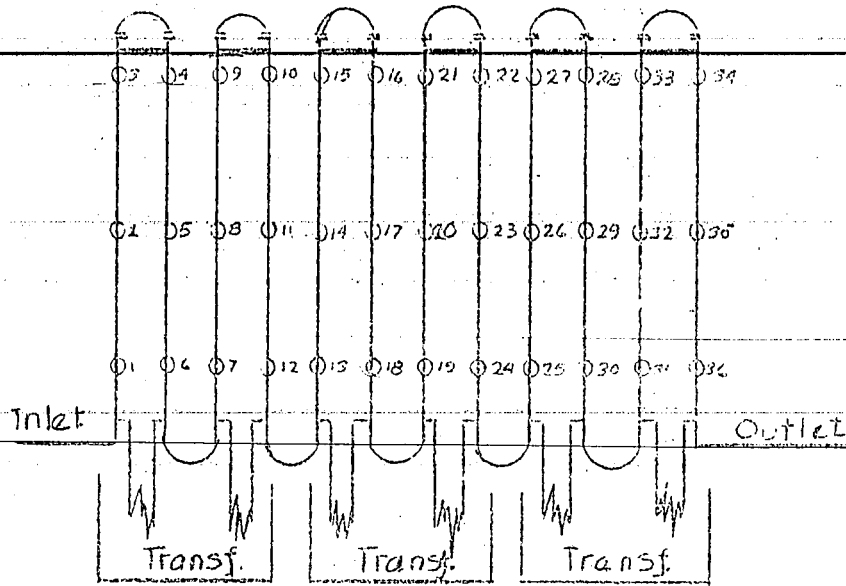 3 4 9 10 15 16 21 22 27 28 33 34
2 5 8 11 14 17 20 23 26 29 32 35
1 6 7 12 13 18 19 24 25 30 31 36
Inlet Outlet
Transf. Transf. Transf.